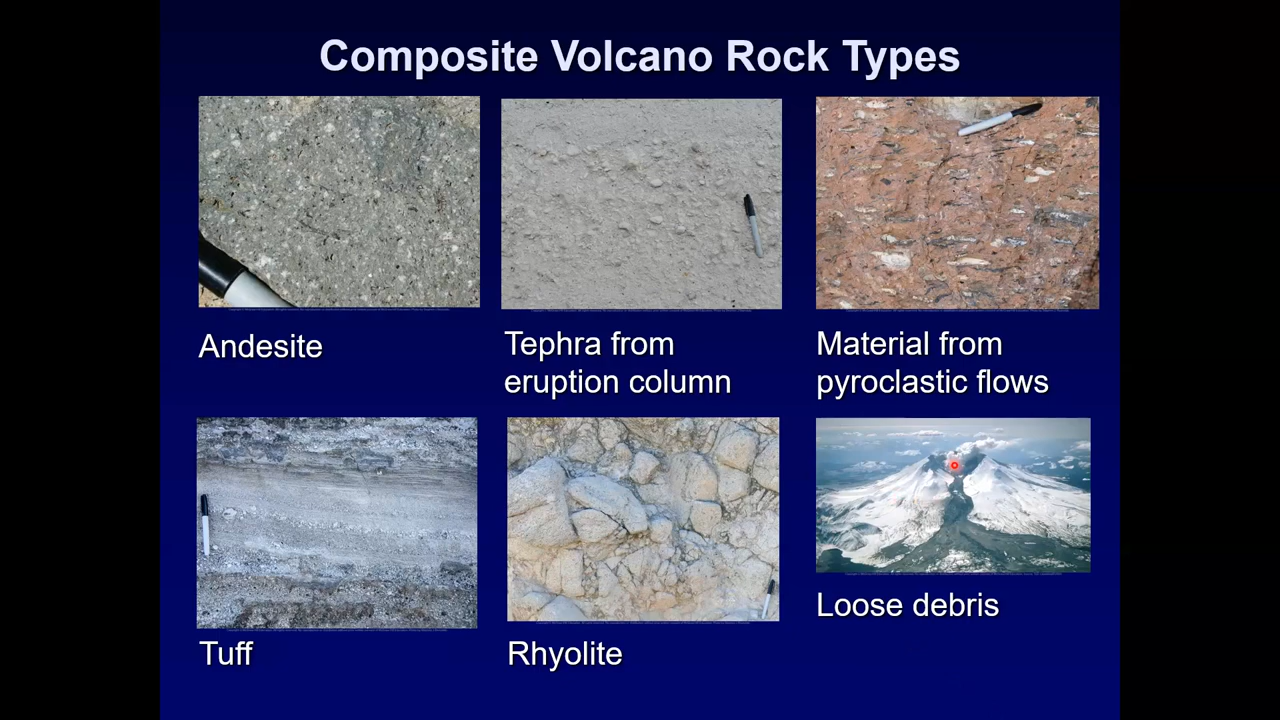 Composite Volcano Rock Types
Andesite
Tephra from
eruption column
Material from
pyroclastic flows
Tuff
Rhyolite
Loose debris